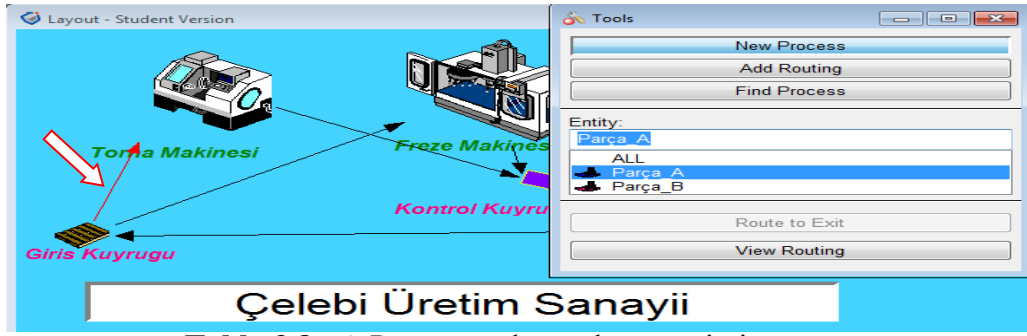 Layout - Student Version
Tools
New Process
Add Routing
Find Process
Entity:
Parça_A
ALL
Parça_A
Parça_B
Route to Exit
View Routing
Torna Makinesi
Freze Makines
Kontrol Kuyru
Giris Kuyrugu
Çelebi Üretim Sanayii